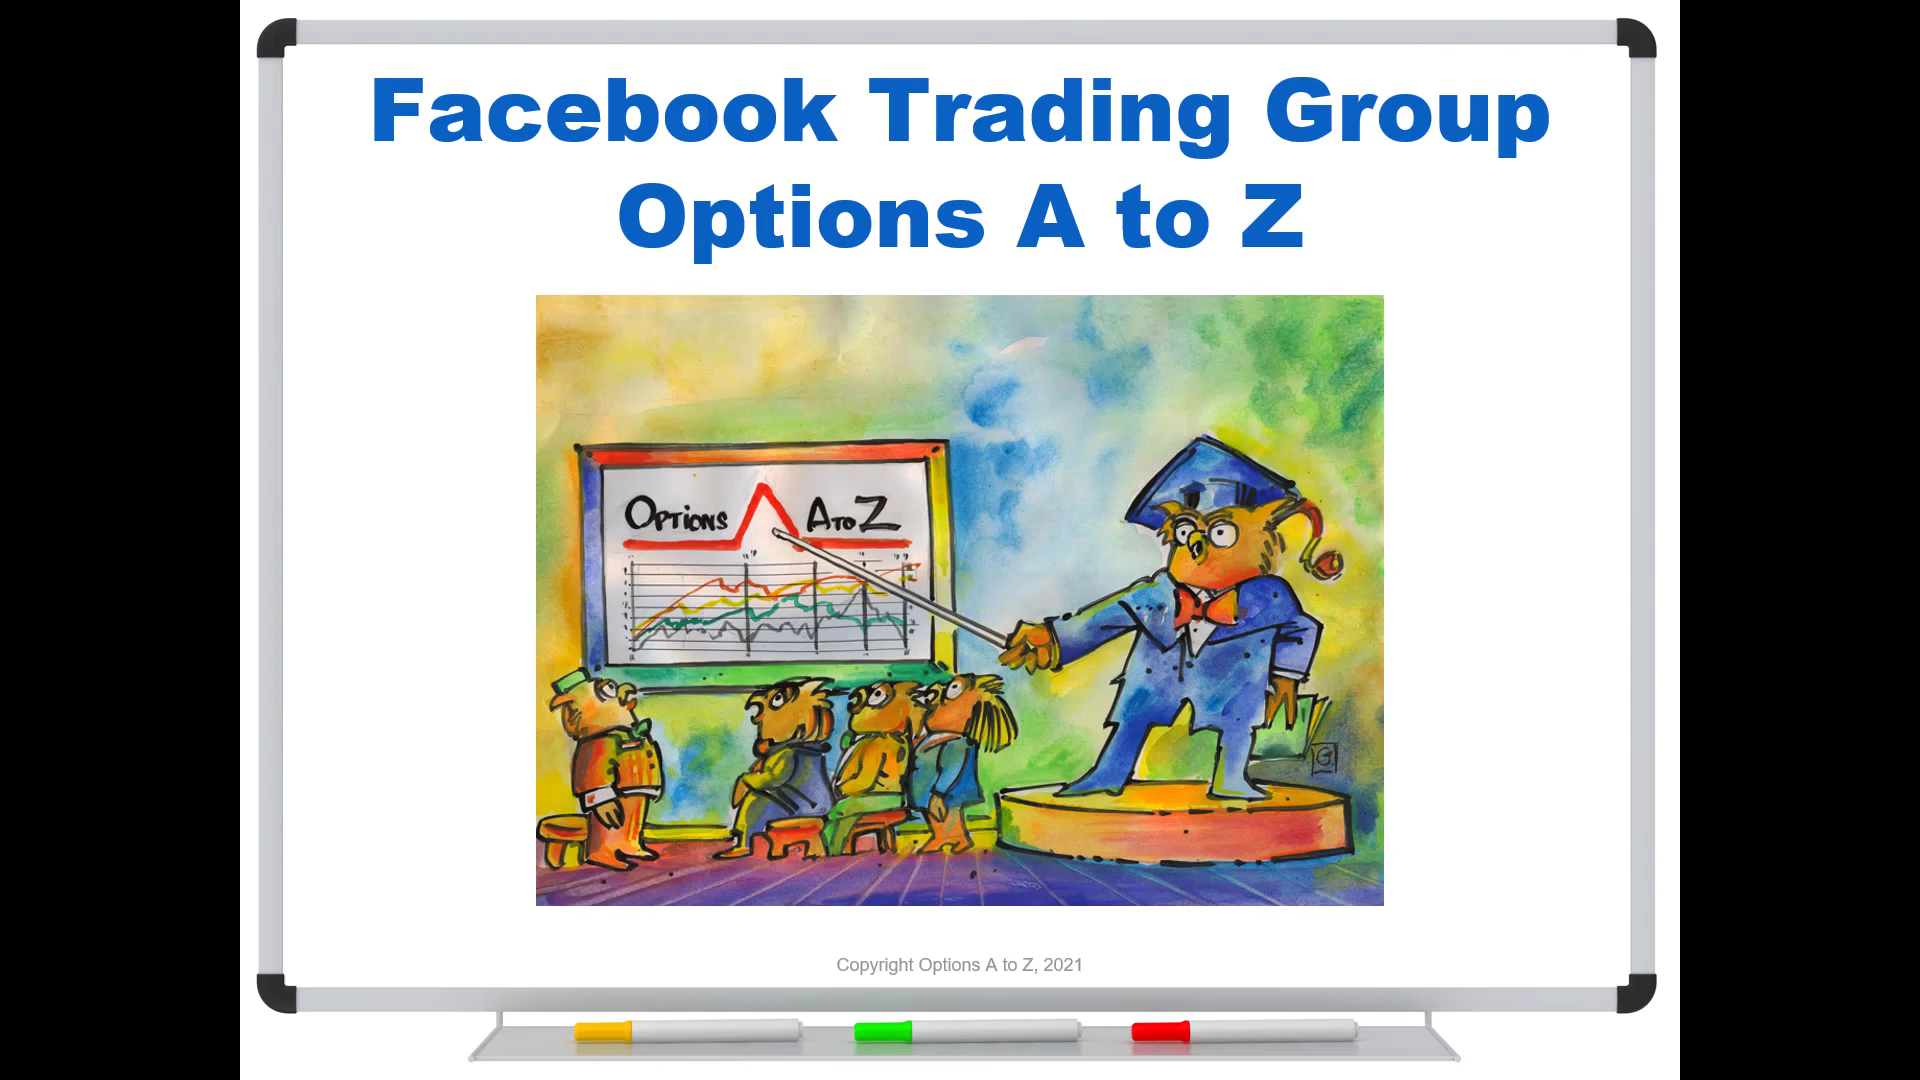 Facebook Trading Group
Options A to Z
OPTIONS A TO Z
G
Copyright Options A to Z, 2021